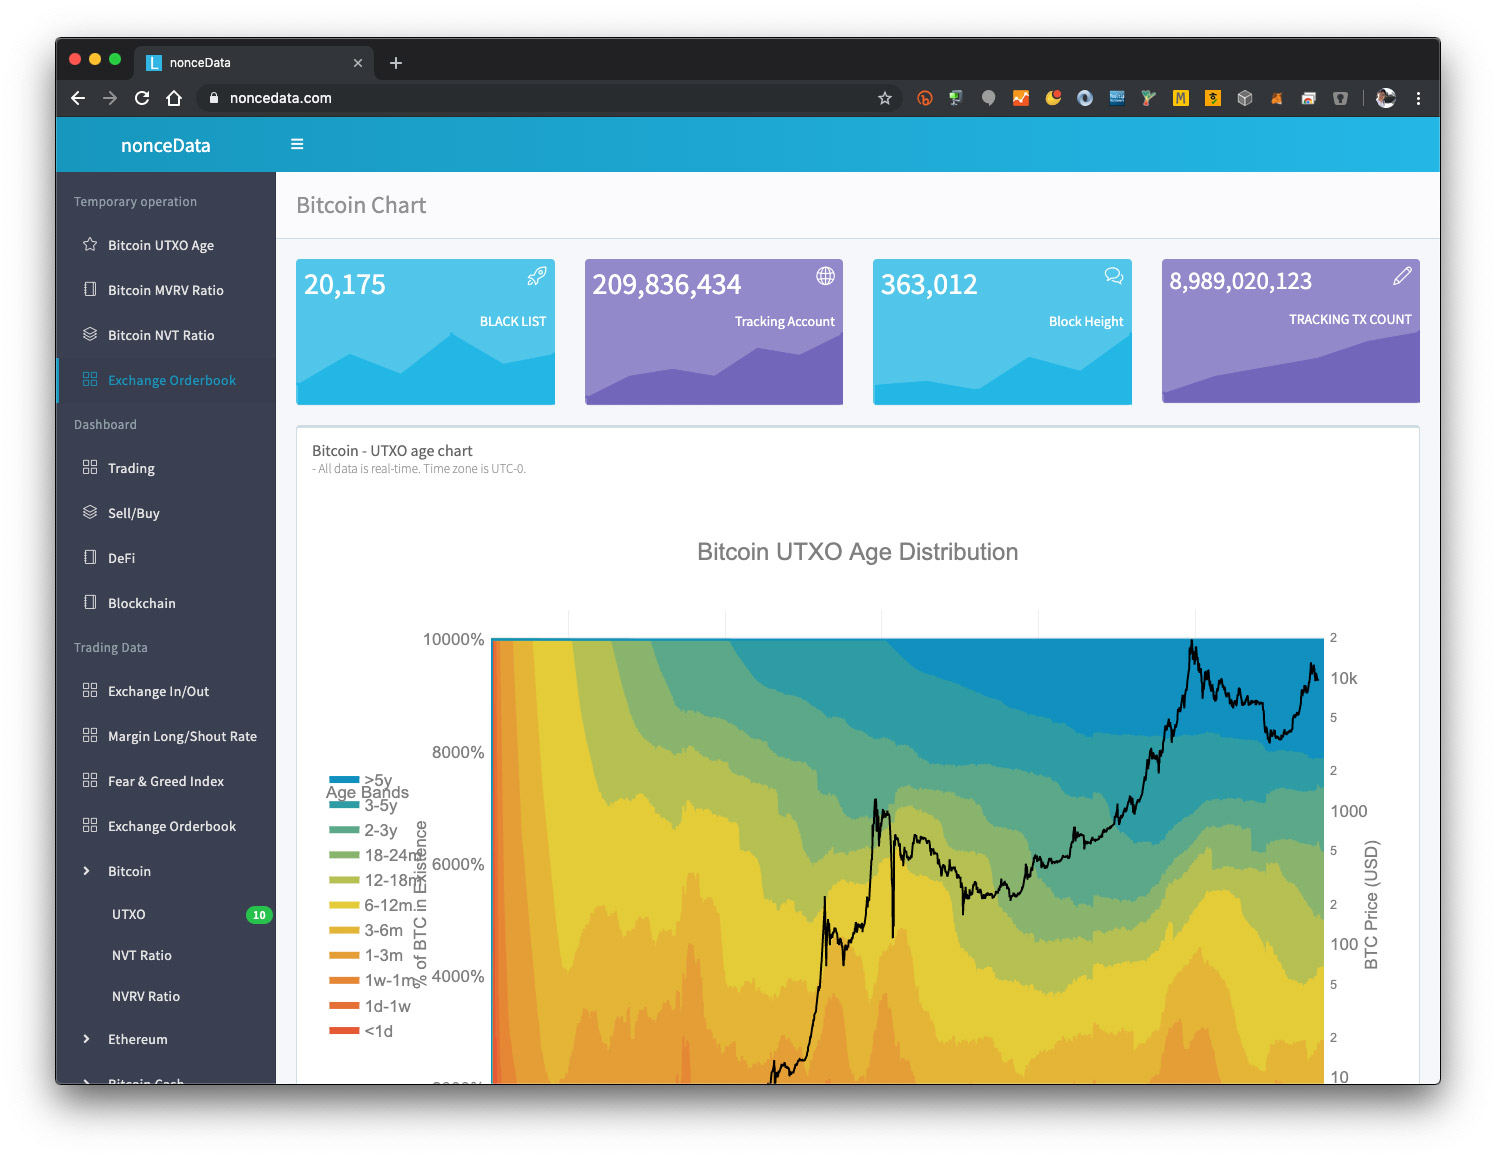 nonceData
noncedata.com
nonceData
Temporary operation
Bitcoin UTXO Age
Bitcoin MVRV Ratio
Bitcoin NVT Ratio
Exchange Orderbook
Dashboard
Trading
Sell/Buy
DeFi
Blockchain
Trading Data
Exchange In/Out
Margin Long/Shout Rate
Fear & Greed Index
Exchange Orderbook
Bitcoin
UTXO 10
NVT Ratio
NVRV Ratio
Ethereum
Bitcoin Cash
Bitcoin Chart
20,175
BLACK LIST
209,836,434
Tracking Account
363,012
Block Height
8,989,020,123
TRACKING TX COUNT
Bitcoin - UTXO age chart
- All data is real-time. Time zone is UTC-0.
Bitcoin UTXO Age Distribution
Age Bands
>5y
3-5y
2-3y
18-24m
12-18m
6-12m
3-6m
1-3m
1w-1m
1d-1w
<1d
% of BTC in Existence
10000%
8000%
6000%
4000%
2000%
2
10k
5
2
1000
5
2
100
5
2
10
BTC Price (USD)